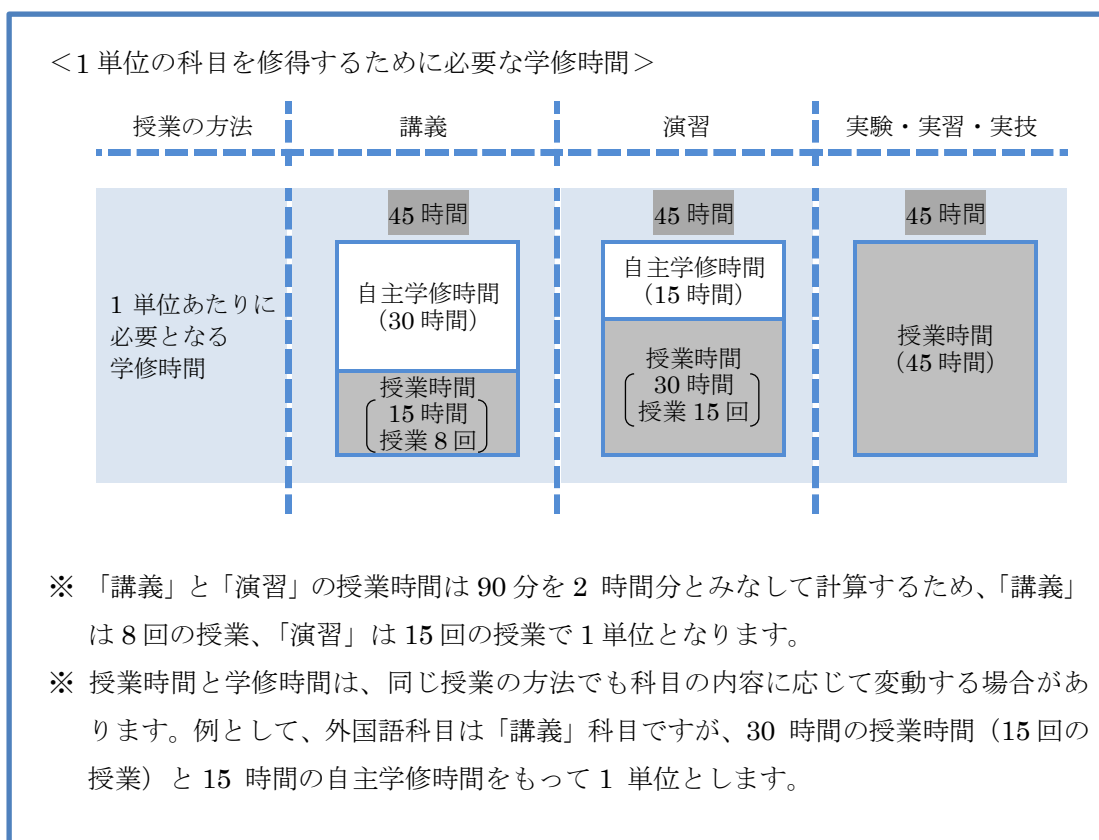 ＜1 単位の科目を修得するために必要な学修時間＞
授業の方法 講義 演習 実験・実習・実技
45 時間 45 時間 45 時間
1 単位あたりに
必要となる
学修時間
自主学修時間
（30 時間）
授業時間
15 時間
授業 8 回
自主学修時間
（15 時間）
授業時間
30 時間
授業 15 回
授業時間
（45 時間）
※ 「講義」と「演習」の授業時間は 90 分を 2 時間分とみなして計算するため、「講義」
は 8 回の授業、「演習」は 15 回の授業で 1 単位となります。
※ 授業時間と学修時間は、同じ授業の方法でも科目の内容に応じて変動する場合があ
ります。例として、外国語科目は「講義」科目ですが、30 時間の授業時間（15 回の
授業）と 15 時間の自主学修時間をもって 1 単位とします。